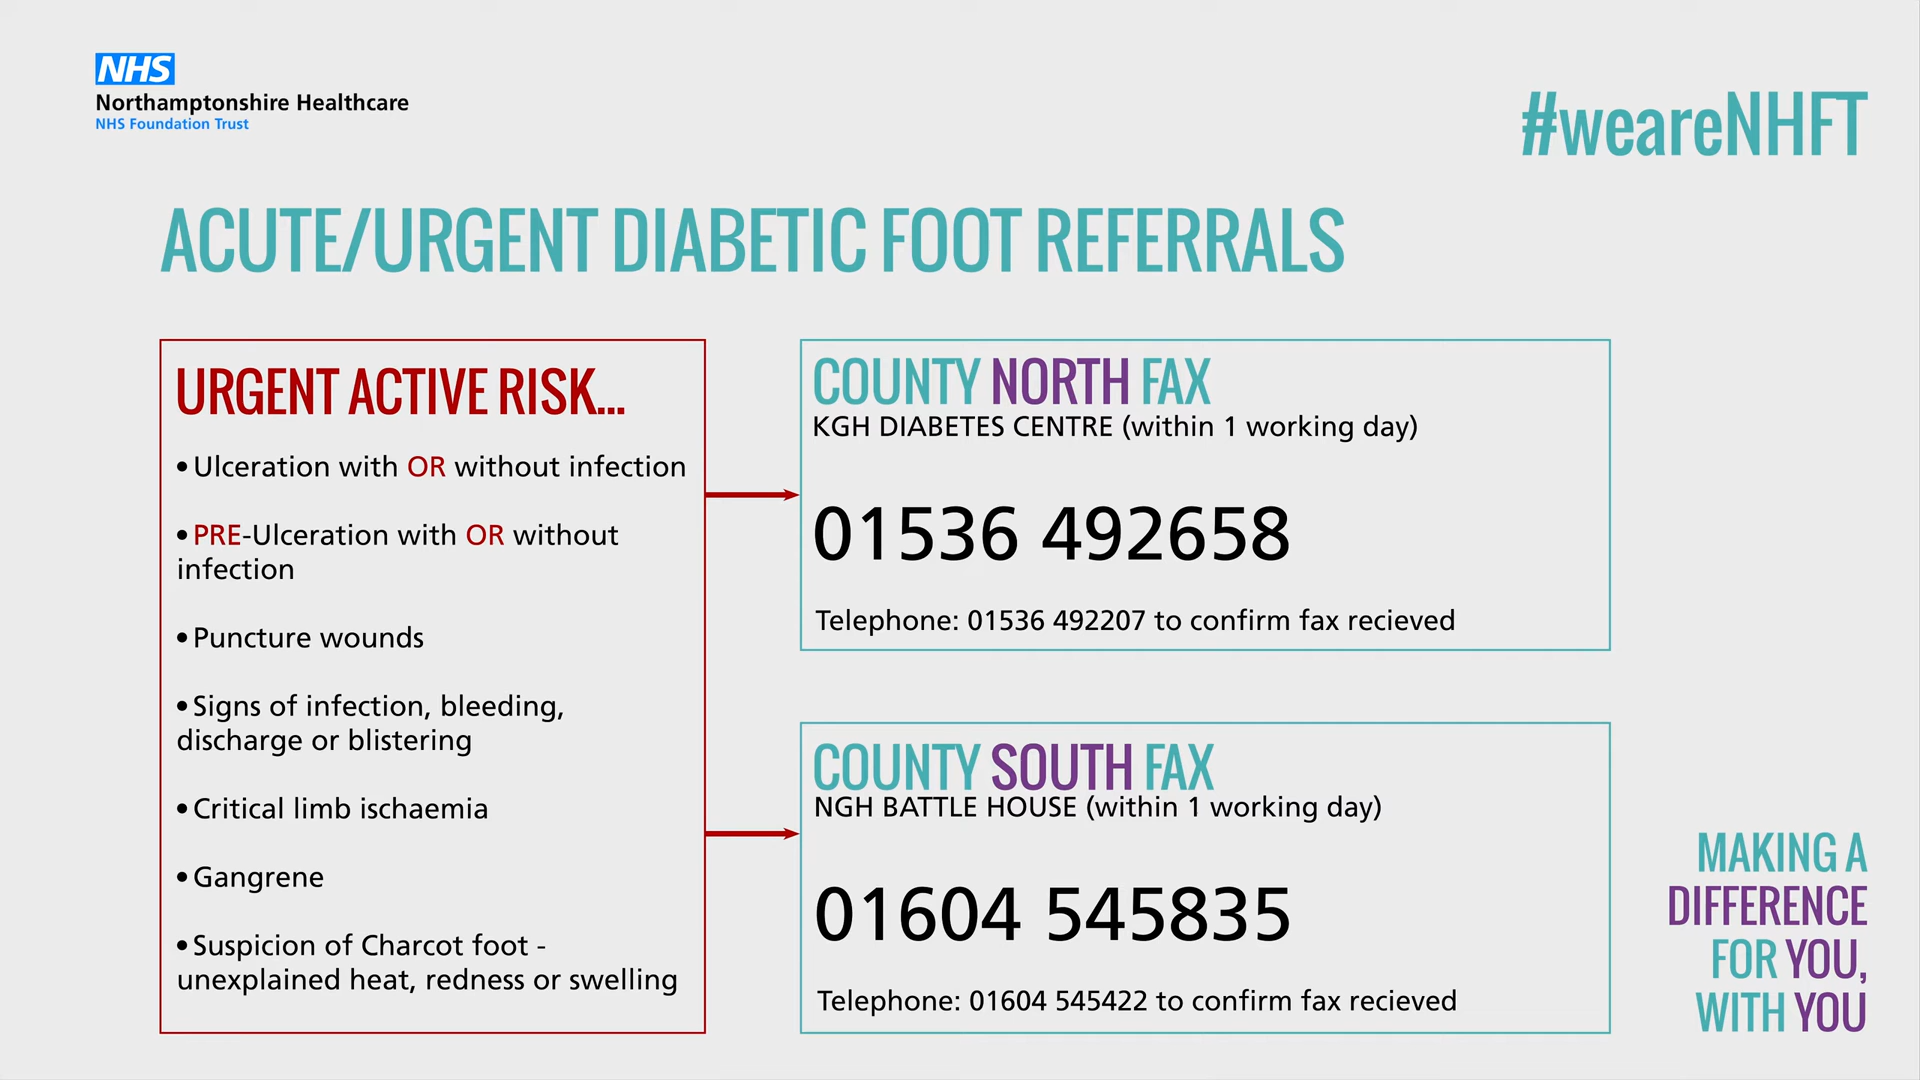 NHS
Northamptonshire Healthcare
NHS Foundation Trust
#weareNHFT
ACUTE/URGENT DIABETIC FOOT REFERRALS
URGENT ACTIVE RISK...
•Ulceration with OR without infection
•PRE-Ulceration with OR without
infection
•Puncture wounds
•Signs of infection, bleeding,
discharge or blistering
•Critical limb ischaemia
•Gangrene
•Suspicion of Charcot foot -
unexplained heat, redness or swelling
COUNTY NORTH FAX
KGH DIABETES CENTRE (within 1 working day)
01536 492658
Telephone: 01536 492207 to confirm fax recieved
COUNTY SOUTH FAX
NGH BATTLE HOUSE (within 1 working day)
01604 545835
Telephone: 01604 545422 to confirm fax recieved
MAKING A
DIFFERENCE
FOR YOU,
WITH YOU